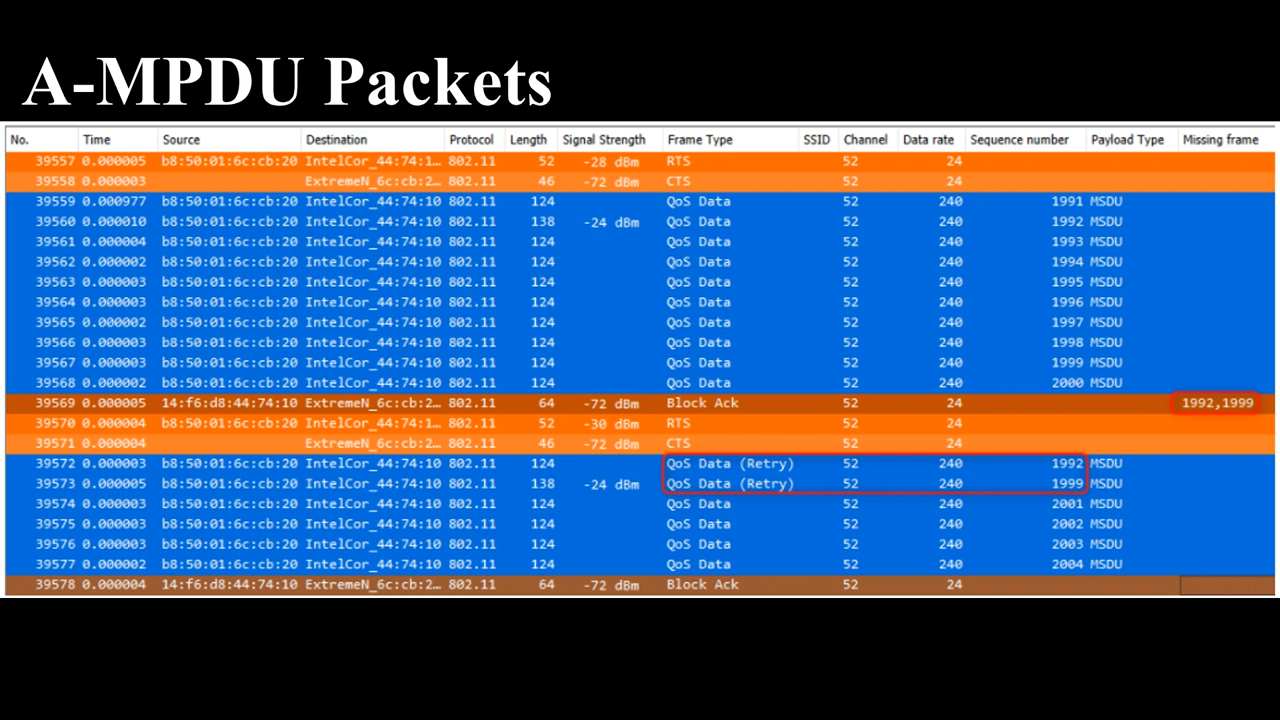 A-MPDU Packets
No. Time Source Destination Protocol Length Signal Strength Frame Type SSID Channel Data rate Sequence number Payload Type Missing frame
39557 0.000005 b8:50:01:6c:cb:20 IntelCor_44:74:1… 802.11 52 -28 dBm RTS 52 24
39558 0.000003 ExtremeN_6c:cb:2… 802.11 46 -72 dBm CTS 52 24
39559 0.000977 b8:50:01:6c:cb:20 IntelCor_44:74:10 802.11 124 QoS Data 52 240 1991 MSDU
39560 0.000010 b8:50:01:6c:cb:20 IntelCor_44:74:10 802.11 138 -24 dBm QoS Data 52 240 1992 MSDU
39561 0.000004 b8:50:01:6c:cb:20 IntelCor_44:74:10 802.11 124 QoS Data 52 240 1993 MSDU
39562 0.000002 b8:50:01:6c:cb:20 IntelCor_44:74:10 802.11 124 QoS Data 52 240 1994 MSDU
39563 0.000003 b8:50:01:6c:cb:20 IntelCor_44:74:10 802.11 124 QoS Data 52 240 1995 MSDU
39564 0.000003 b8:50:01:6c:cb:20 IntelCor_44:74:10 802.11 124 QoS Data 52 240 1996 MSDU
39565 0.000002 b8:50:01:6c:cb:20 IntelCor_44:74:10 802.11 124 QoS Data 52 240 1997 MSDU
39566 0.000003 b8:50:01:6c:cb:20 IntelCor_44:74:10 802.11 124 QoS Data 52 240 1998 MSDU
39567 0.000003 b8:50:01:6c:cb:20 IntelCor_44:74:10 802.11 124 QoS Data 52 240 1999 MSDU
39568 0.000002 b8:50:01:6c:cb:20 IntelCor_44:74:10 802.11 124 QoS Data 52 240 2000 MSDU
39569 0.000005 14:f6:d8:44:74:10 ExtremeN_6c:cb:2… 802.11 64 -72 dBm Block Ack 52 24 1992,1999
39570 0.000004 b8:50:01:6c:cb:20 IntelCor_44:74:1… 802.11 52 -30 dBm RTS 52 24
39571 0.000004 ExtremeN_6c:cb:2… 802.11 46 -72 dBm CTS 52 24
39572 0.000003 b8:50:01:6c:cb:20 IntelCor_44:74:10 802.11 124 QoS Data (Retry) 52 240 1992 MSDU
39573 0.000005 b8:50:01:6c:cb:20 IntelCor_44:74:10 802.11 138 -24 dBm QoS Data (Retry) 52 240 1999 MSDU
39574 0.000003 b8:50:01:6c:cb:20 IntelCor_44:74:10 802.11 124 QoS Data 52 240 2001 MSDU
39575 0.000003 b8:50:01:6c:cb:20 IntelCor_44:74:10 802.11 124 QoS Data 52 240 2002 MSDU
39576 0.000003 b8:50:01:6c:cb:20 IntelCor_44:74:10 802.11 124 QoS Data 52 240 2003 MSDU
39577 0.000002 b8:50:01:6c:cb:20 IntelCor_44:74:10 802.11 124 QoS Data 52 240 2004 MSDU
39578 0.000004 14:f6:d8:44:74:10 ExtremeN_6c:cb:2… 802.11 64 -72 dBm Block Ack 52 24